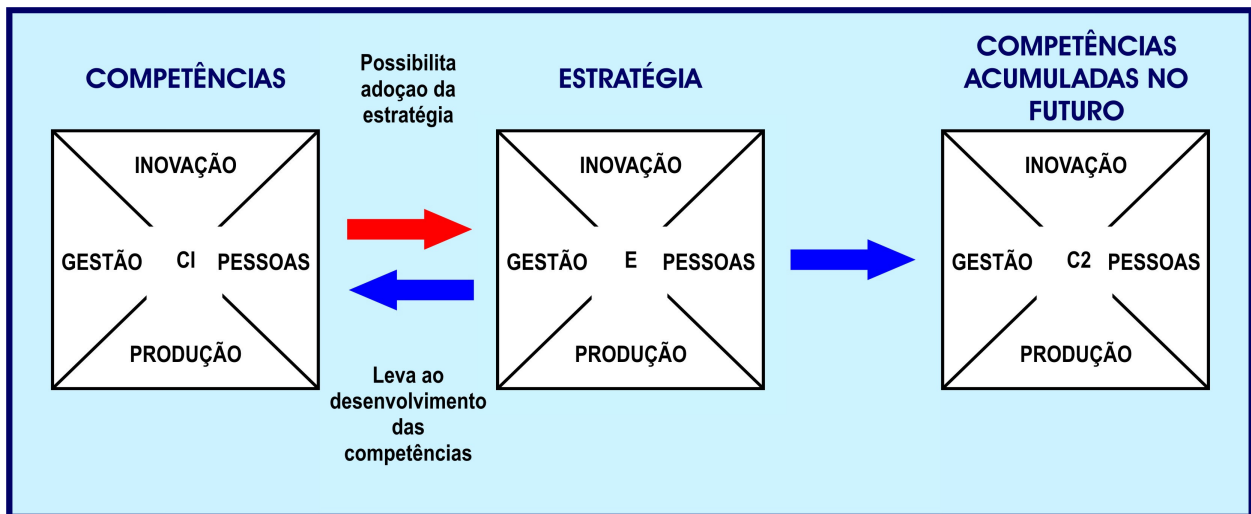 COMPETÊNCIAS
Possibilita
adoçao da
estratégia
ESTRATÉGIA
COMPETÊNCIAS
ACUMULADAS NO
FUTURO
INOVAÇÃO
GESTÃO CI PESSOAS
PRODUÇÃO
INOVAÇÃO
GESTÃO E PESSOAS
PRODUÇÃO
INOVAÇÃO
GESTÃO C2 PESSOAS
PRODUÇÃO
Leva ao
desenvolvimento
das
competências